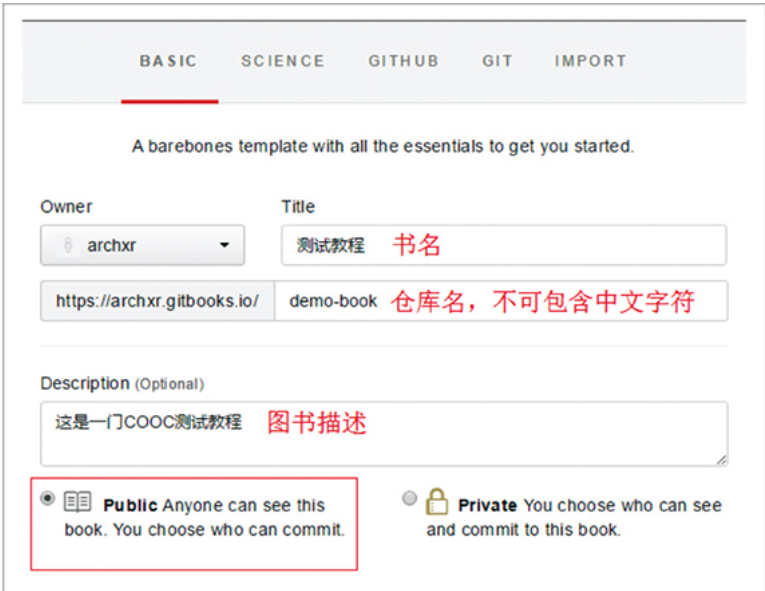 BASIC SCIENCE GITHUB GIT IMPORT
A barebones template with all the essentials to get you started.
Owner Title
archxr 测试教程 书名
https://archxr.gitbooks.io/ demo-book 仓库名，不可包含中文字符
Description (Optional)
这是一门COOC测试教程 图书描述
Public Anyone can see this
book. You choose who can commit.
Private You choose who can see
and commit to this book.